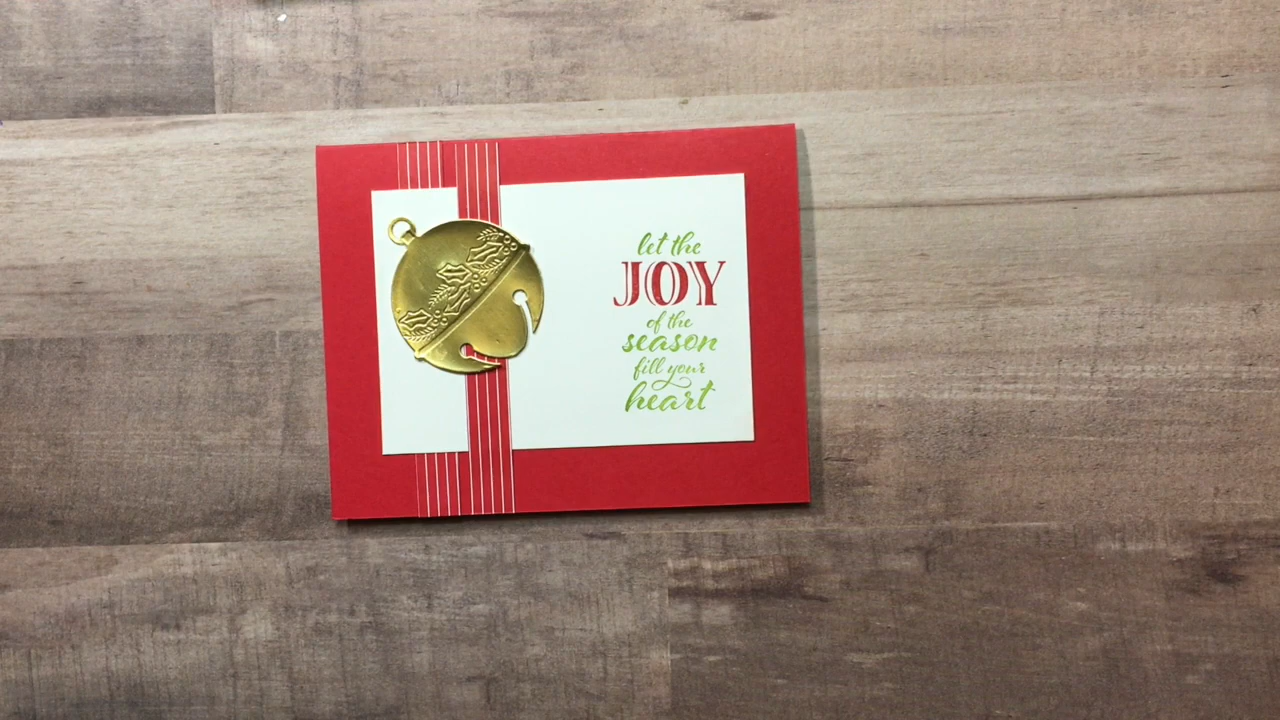 let the
JOY
of the
season
fill your
heart